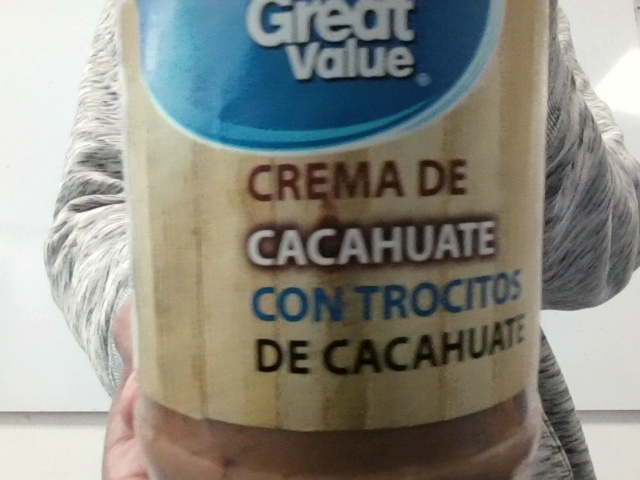 Great
Value
CREMA DE
CACAHUATE
CON TROCITOS
DE CACAHUATE